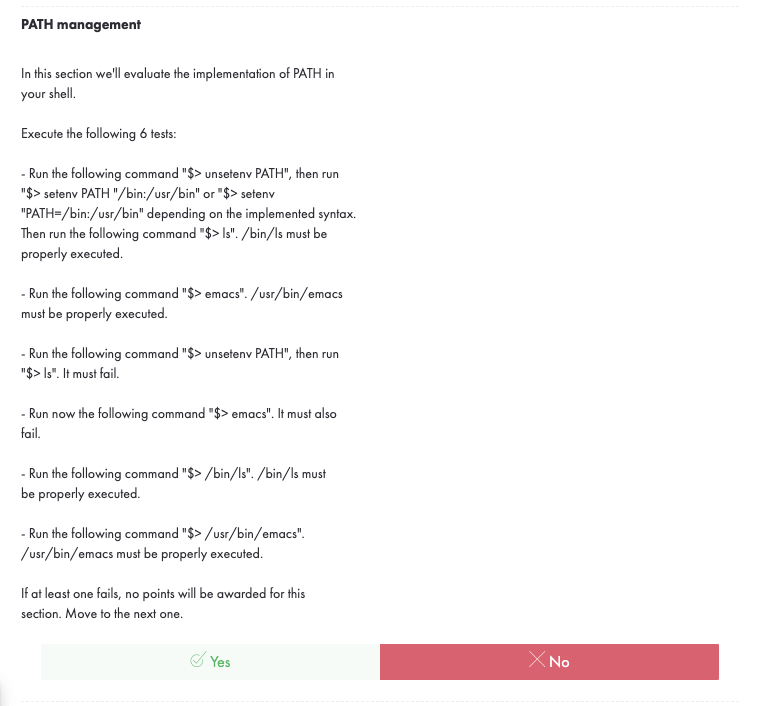 PATH management
In this section we'll evaluate the implementation of PATH in
your shell.
Execute the following 6 tests:
- Run the following command "$> unsetenv PATH", then run
"$> setenv PATH "/bin:/usr/bin" or "$> setenv
"PATH=/bin:/usr/bin" depending on the implemented syntax.
Then run the following command "$> ls". /bin/ls must be
properly executed.
- Run the following command "$> emacs". /usr/bin/emacs
must be properly executed.
- Run the following command "$> unsetenv PATH", then run
"$> ls". It must fail.
- Run now the following command "$> emacs". It must also
fail.
- Run the following command "$> /bin/ls". /bin/ls must
be properly executed.
- Run the following command "$> /usr/bin/emacs".
/usr/bin/emacs must be properly executed.
If at least one fails, no points will be awarded for this
section. Move to the next one.
Yes
No